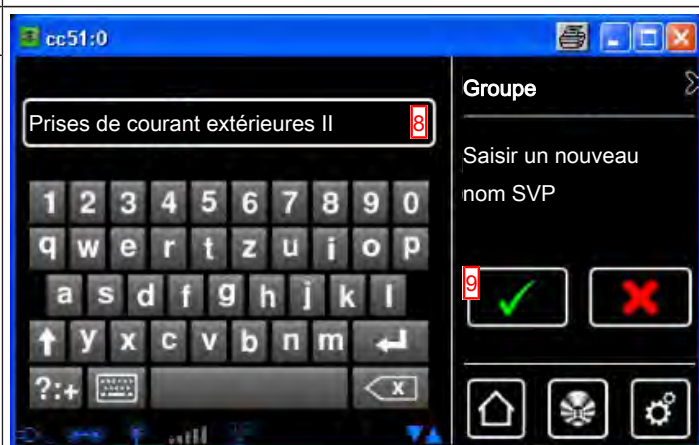 cc51:0
Groupe
Prises de courant extérieures II 8
Saisir un nouveau
nom SVP
1 2 3 4 5 6 7 8 9 0
q w e r t z u i o p
a s d f g h j k l
y x c v b n m
?:+ x
9